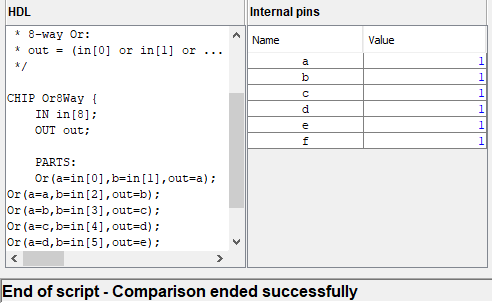 HDL
* 8-way Or:
* out = (in[0] or in[1] or ...
*/
CHIP Or8Way {
IN in[8];
OUT out;
PARTS:
Or(a=in[0],b=in[1],out=a);
Or(a=a,b=in[2],out=b);
Or(a=b,b=in[3],out=c);
Or(a=c,b=in[4],out=d);
Or(a=d,b=in[5],out=e);
Internal pins
Name Value
a 1
b 1
c 1
d 1
e 1
f 1
End of script - Comparison ended successfully